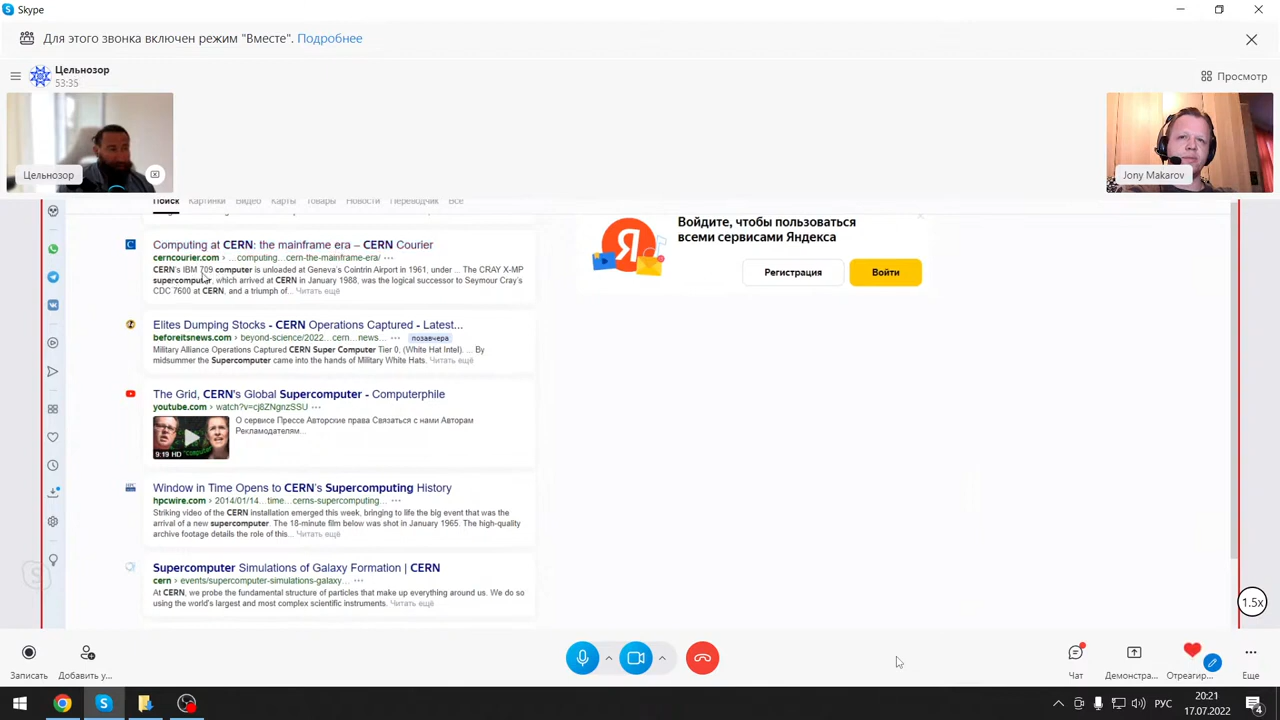 Skype
Для этого звонка включен режим "Вместе". Подробнее
Цельнозор
53:35
Просмотр
Цельнозор
Jony Makarov
Поиск Картинки Видео Карты Товары Новости Переводчик Все
Войдите, чтобы пользоваться
всеми сервисами Яндекса
Регистрация
Войти
Computing at CERN: the mainframe era – CERN Courier
cerncourier.com › …computing…cern-the-mainframe-era/ ···
CERN's IBM 709 computer is unloaded at Geneva's Cointrin Airport in 1961, under ... The CRAY X-MP
supercomputer, which arrived at CERN in January 1988, was the logical successor to Seymour Cray's
CDC 7600 at CERN, and a triumph of... Читать ещё
Elites Dumping Stocks - CERN Operations Captured - Latest...
beforeitsnews.com › beyond-science/2022…cern…news… ··· позавчера
Military Alliance Operations Captured CERN Super Computer Tier 0, (White Hat Intel). ... By
midsummer the Supercomputer came into the hands of Military White Hats. Читать ещё
The Grid, CERN's Global Supercomputer - Computerphile
youtube.com › watch?v=cj8ZNgnzSSU ···
О сервисе Прессе Авторские права Связаться с нами Авторам
Рекламодателям...
9:19 HD
Window in Time Opens to CERN's Supercomputing History
hpcwire.com › 2014/01/14…time…cerns-supercomputing… ···
Striking video of the CERN installation emerged this week, bringing to life the big event that was the
arrival of a new supercomputer. The 18-minute film below was shot in January 1965. The high-quality
archive footage details the role of this... Читать ещё
Supercomputer Simulations of Galaxy Formation | CERN
cern › events/supercomputer-simulations-galaxy… ···
At CERN, we probe the fundamental structure of particles that make up everything around us. We do so
using the world's largest and most complex scientific instruments. Читать ещё
1.5x
Записать
Добавить у...
Чат
Демонстра...
Отреагир...
Еще
РУС
20:21
17.07.2022
4